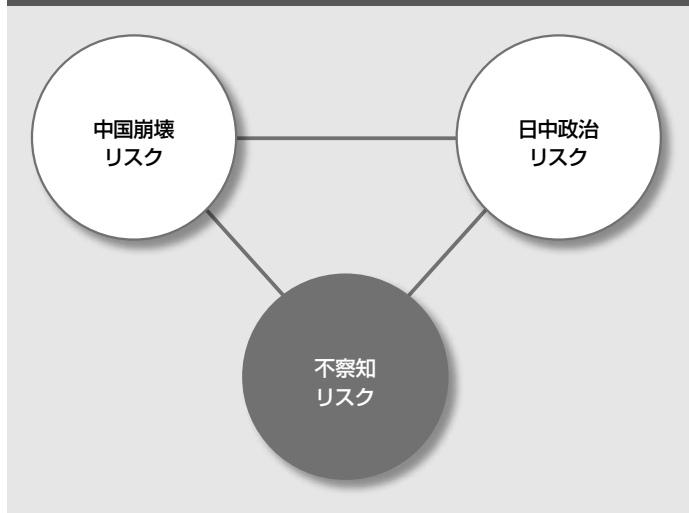 中国崩壊
リスク
日中政治
リスク
不察知
リスク